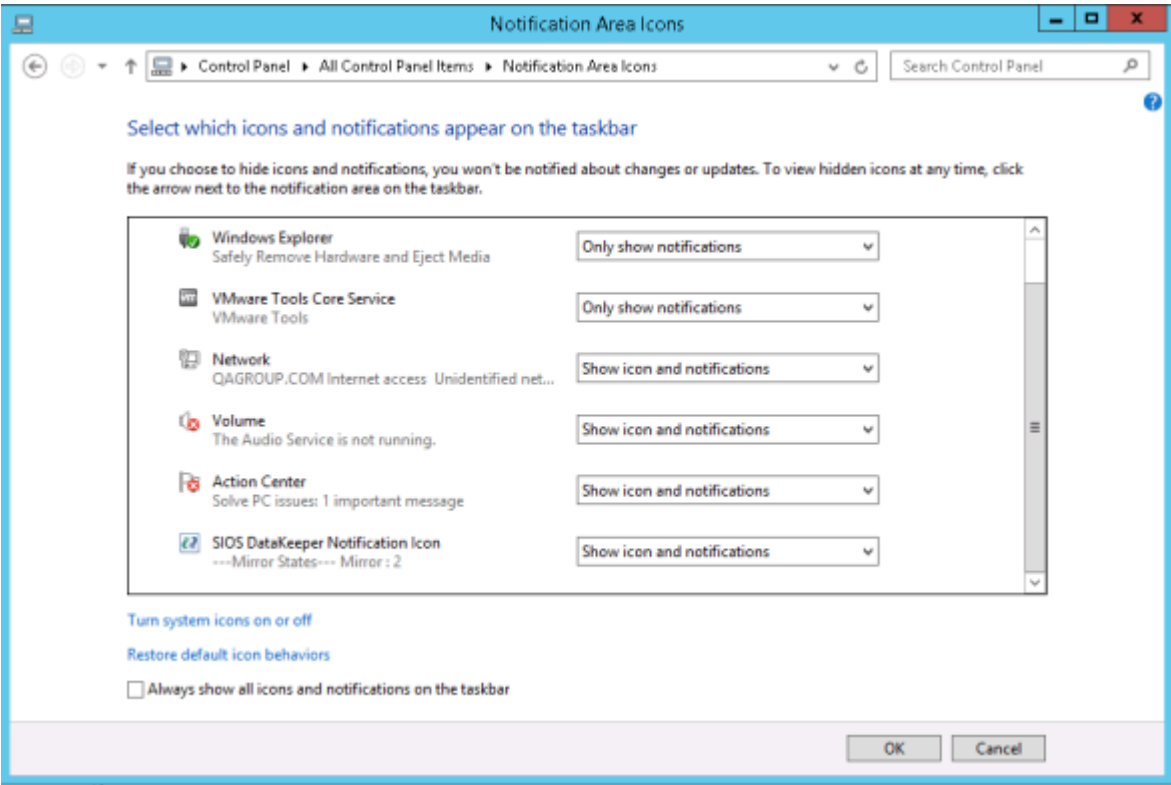 Notification Area Icons
Control Panel ▸ All Control Panel Items ▸ Notification Area Icons
Search Control Panel
Select which icons and notifications appear on the taskbar
If you choose to hide icons and notifications, you won't be notified about changes or updates. To view hidden icons at any time, click
the arrow next to the notification area on the taskbar.
Windows Explorer
Safely Remove Hardware and Eject Media
Only show notifications
VMware Tools Core Service
VMware Tools
Only show notifications
Network
QAGROUP.COM Internet access Unidentified net...
Show icon and notifications
Volume
The Audio Service is not running.
Show icon and notifications
Action Center
Solve PC issues: 1 important message
Show icon and notifications
SIOS DataKeeper Notification Icon
---Mirror States--- Mirror : 2
Show icon and notifications
Turn system icons on or off
Restore default icon behaviors
Always show all icons and notifications on the taskbar
OK
Cancel